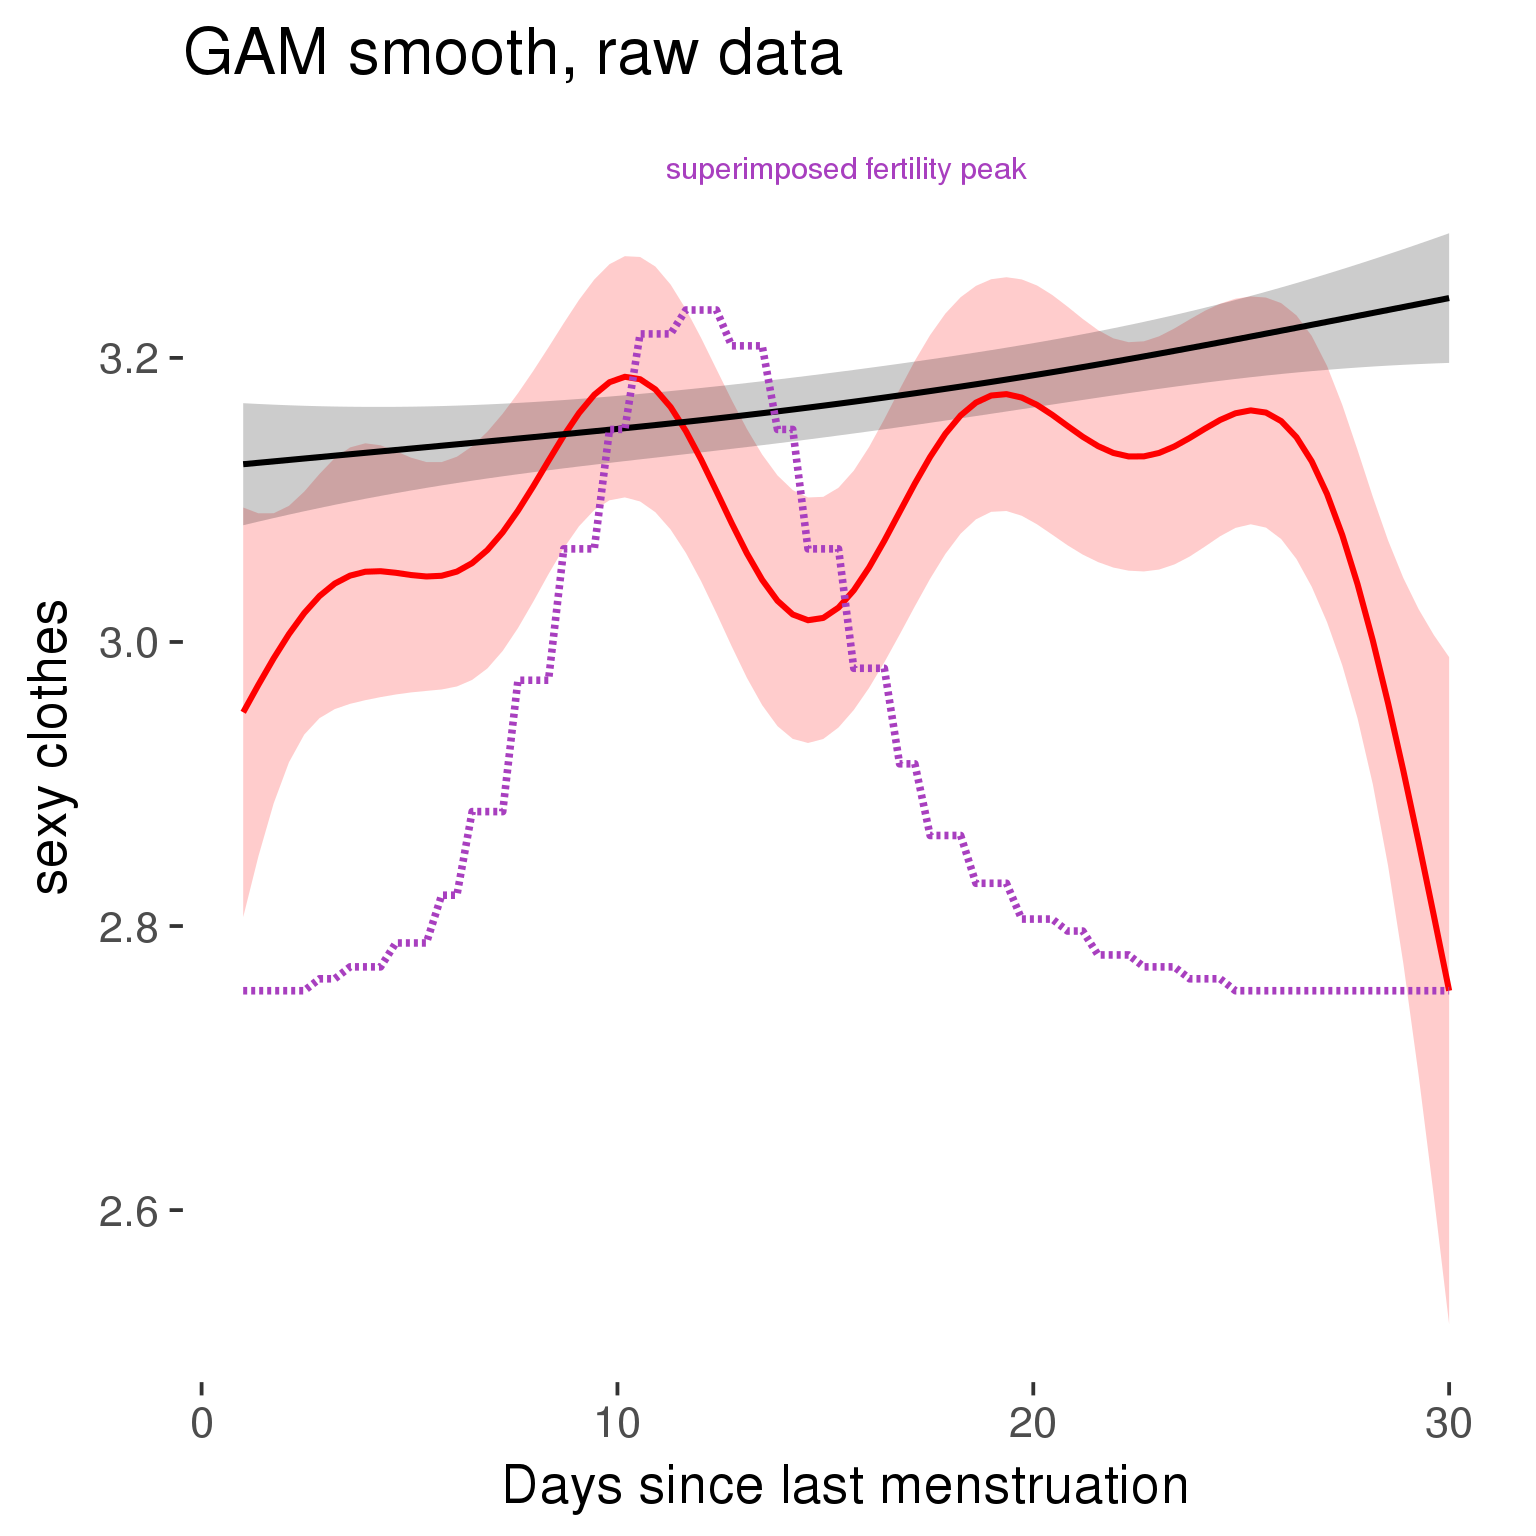 GAM smooth, raw data
superimposed fertility peak
sexy clothes
3.2
3.0
2.8
2.6
0 10 20 30
Days since last menstruation